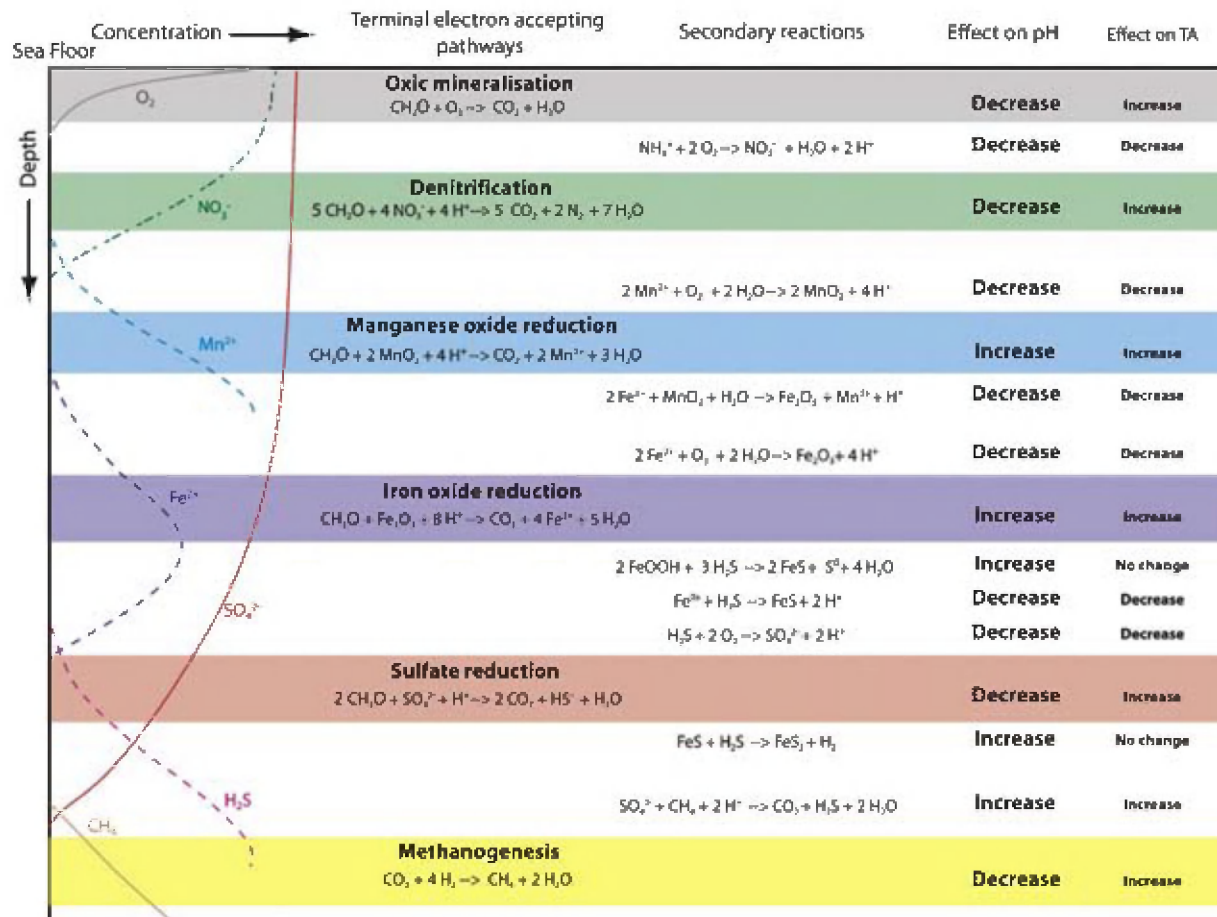 Concentration
Terminal electron accepting
pathways
Secondary reactions
Effect on pH
Effect on TA
Sea Floor
Depth
Oxic mineralisation
O₂
CH₂O + O₂ –> CO₂ + H₂O
Decrease
Increase
NH₄⁺ + 2 O₂ –> NO₃⁻ + H₂O + 2 H⁺
Decrease
Decrease
Denitrification
NO₃⁻
5 CH₂O + 4 NO₃⁻ + 4 H⁺ –> 5 CO₂ + 2 N₂ + 7 H₂O
Decrease
Increase
2 Mn²⁺ + O₂ + 2 H₂O –> 2 MnO₂ + 4 H⁺
Decrease
Decrease
Manganese oxide reduction
Mn²⁺
CH₂O + 2 MnO₂ + 4 H⁺ –> CO₂ + 2 Mn²⁺ + 3 H₂O
Increase
Increase
2 Fe²⁺ + MnO₂ + H₂O –> Fe₂O₃ + Mn²⁺ + H⁺
Decrease
Decrease
2 Fe²⁺ + O₂ + 2 H₂O –> Fe₂O₃ + 4 H⁺
Decrease
Decrease
Iron oxide reduction
Fe²⁺
CH₂O + Fe₂O₃ + 8 H⁺ –> CO₂ + 4 Fe²⁺ + 5 H₂O
Increase
Increase
2 FeOOH + 3 H₂S –> 2 FeS + S⁰ + 4 H₂O
Increase
No change
SO₄²⁻
Fe²⁺ + H₂S –> FeS + 2 H⁺
Decrease
Decrease
H₂S + 2 O₂ –> SO₄²⁻ + 2 H⁺
Decrease
Decrease
Sulfate reduction
2 CH₂O + SO₄²⁻ + H⁺ –> 2 CO₂ + HS⁻ + H₂O
Decrease
Increase
FeS + H₂S –> FeS₂ + H₂
Increase
No change
H₂S
SO₄²⁻ + CH₄ + 2 H⁺ –> CO₂ + H₂S + 2 H₂O
Increase
Increase
CH₄
Methanogenesis
CO₂ + 4 H₂ –> CH₄ + 2 H₂O
Decrease
Increase